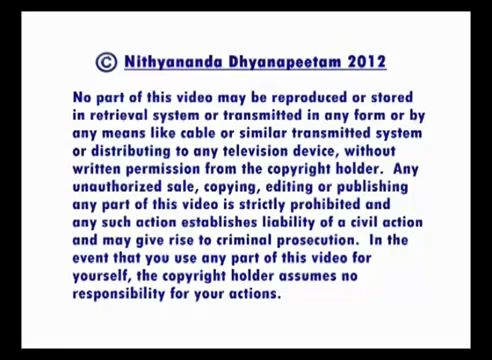 © Nithyananda Dhyanapeetam 2012
No part of this video may be reproduced or stored
in retrieval system or transmitted in any form or by
any means like cable or similar transmitted system
or distributing to any television device, without
written permission from the copyright holder. Any
unauthorized sale, copying, editing or publishing
any part of this video is strictly prohibited and
any such action establishes liability of a civil action
and may give rise to criminal prosecution. In the
event that you use any part of this video for
yourself, the copyright holder assumes no
responsibility for your actions.